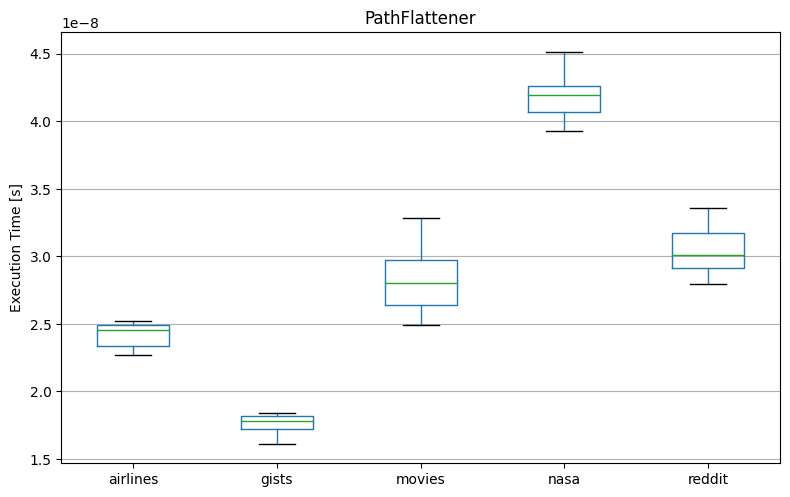 PathFlattener
1e−8
Execution Time [s]
4.5
4.0
3.5
3.0
2.5
2.0
1.5
airlines gists movies nasa reddit